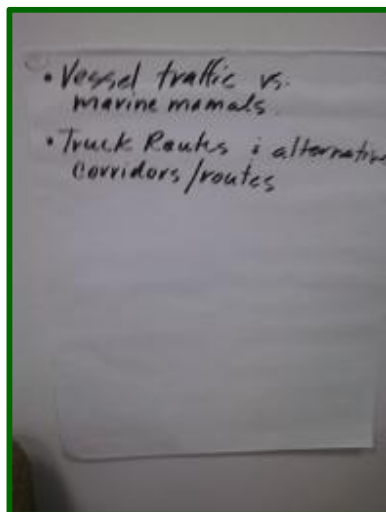 • Vessel traffic vs.
marine mamals
• Truck Routes & alternative
corridors/routes